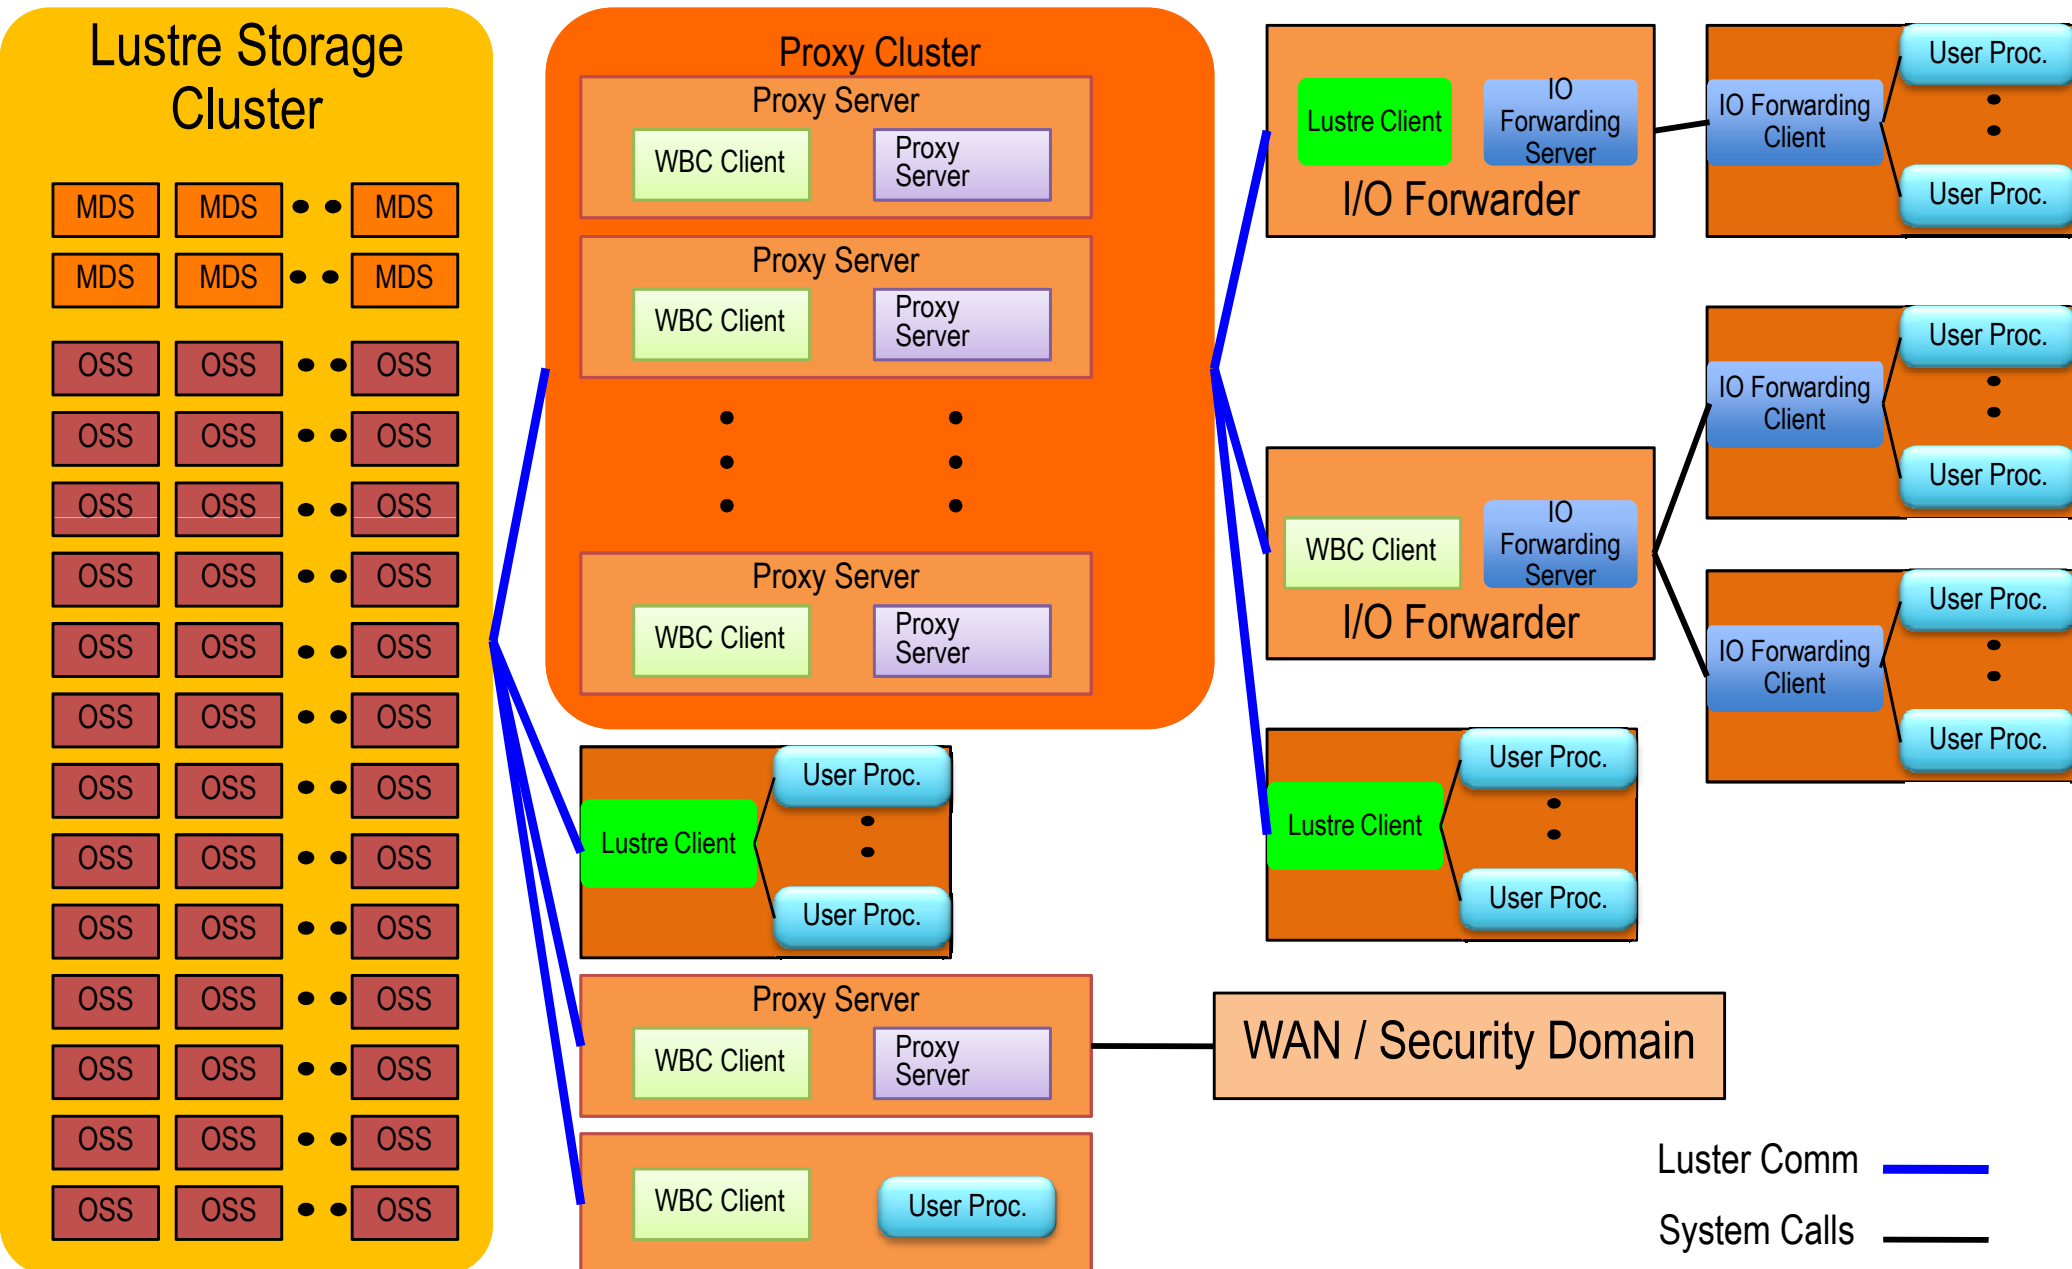 Lustre Storage
Cluster
MDS MDS MDS
MDS MDS MDS
OSS OSS OSS
OSS OSS OSS
OSS OSS OSS
OSS OSS OSS
OSS OSS OSS
OSS OSS OSS
OSS OSS OSS
OSS OSS OSS
OSS OSS OSS
OSS OSS OSS
OSS OSS OSS
OSS OSS OSS
OSS OSS OSS
Proxy Cluster
Proxy Server
WBC Client
Proxy
Server
Proxy Server
WBC Client
Proxy
Server
Proxy Server
WBC Client
Proxy
Server
Lustre Client
User Proc.
User Proc.
Proxy Server
WBC Client
Proxy
Server
WBC Client
User Proc.
Lustre Client
IO
Forwarding
Server
I/O Forwarder
IO Forwarding
Client
User Proc.
User Proc.
WBC Client
IO
Forwarding
Server
I/O Forwarder
IO Forwarding
Client
User Proc.
User Proc.
IO Forwarding
Client
User Proc.
User Proc.
Lustre Client
User Proc.
User Proc.
WAN / Security Domain
Luster Comm
System Calls